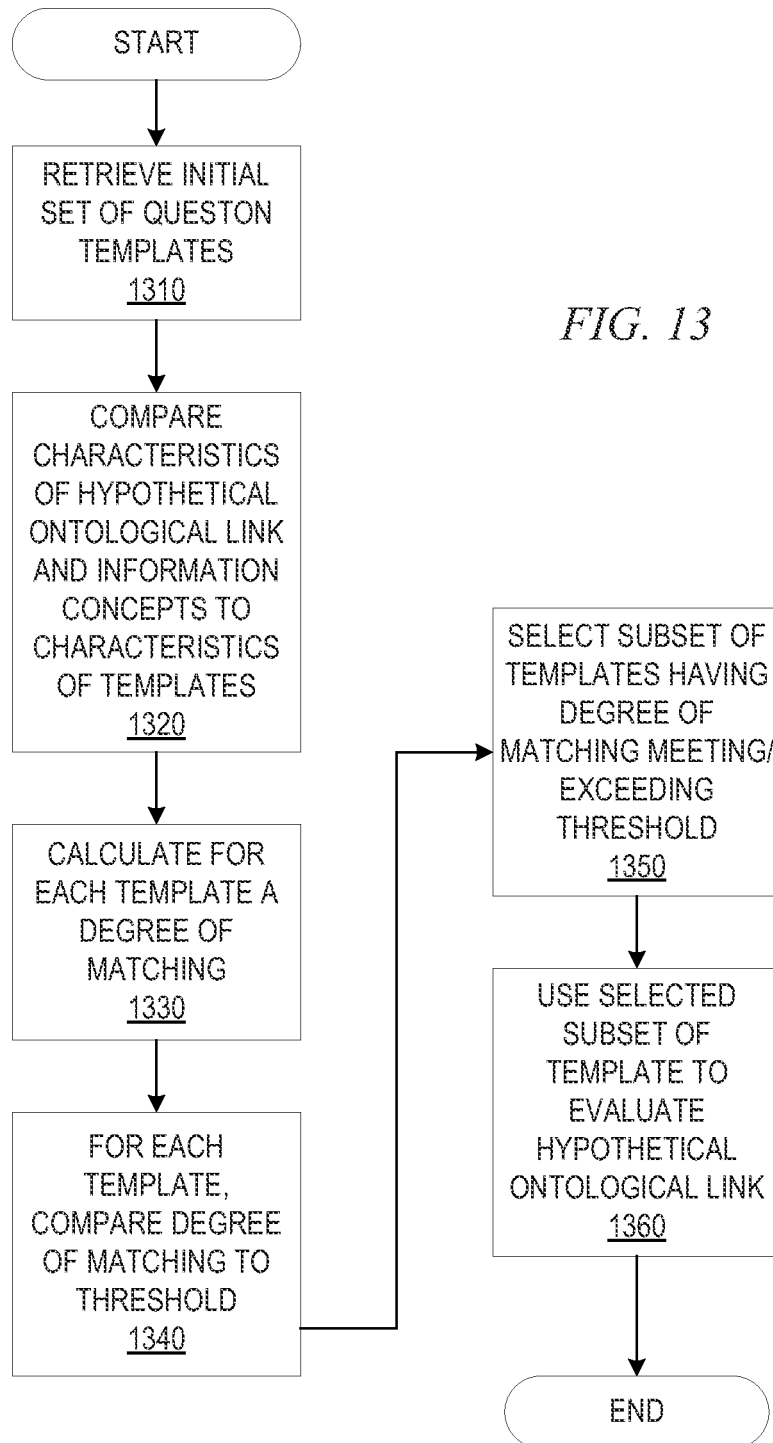 START
RETRIEVE INITIAL
SET OF QUESTON
TEMPLATES
1310
COMPARE
CHARACTERISTICS
OF HYPOTHETICAL
ONTOLOGICAL LINK
AND INFORMATION
CONCEPTS TO
CHARACTERISTICS
OF TEMPLATES
1320
CALCULATE FOR
EACH TEMPLATE A
DEGREE OF
MATCHING
1330
FOR EACH
TEMPLATE,
COMPARE DEGREE
OF MATCHING TO
THRESHOLD
1340
FIG. 13
SELECT SUBSET OF
TEMPLATES HAVING
DEGREE OF
MATCHING MEETING/
EXCEEDING
THRESHOLD
1350
USE SELECTED
SUBSET OF
TEMPLATE TO
EVALUATE
HYPOTHETICAL
ONTOLOGICAL LINK
1360
END